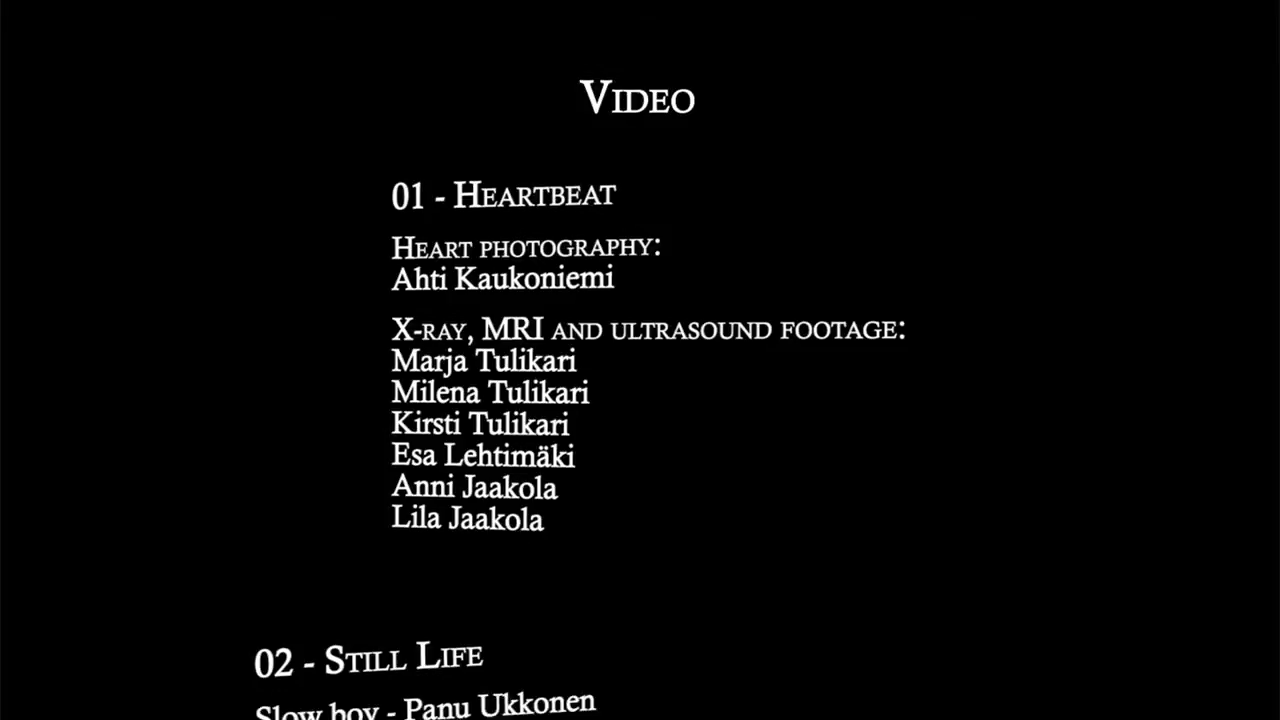 Video
01 - Heartbeat
Heart photography:
Ahti Kaukoniemi
X-ray, MRI and ultrasound footage:
Marja Tulikari
Milena Tulikari
Kirsti Tulikari
Esa Lehtimäki
Anni Jaakola
Lila Jaakola
02 - Still Life
Slow boy - Panu Ukkonen